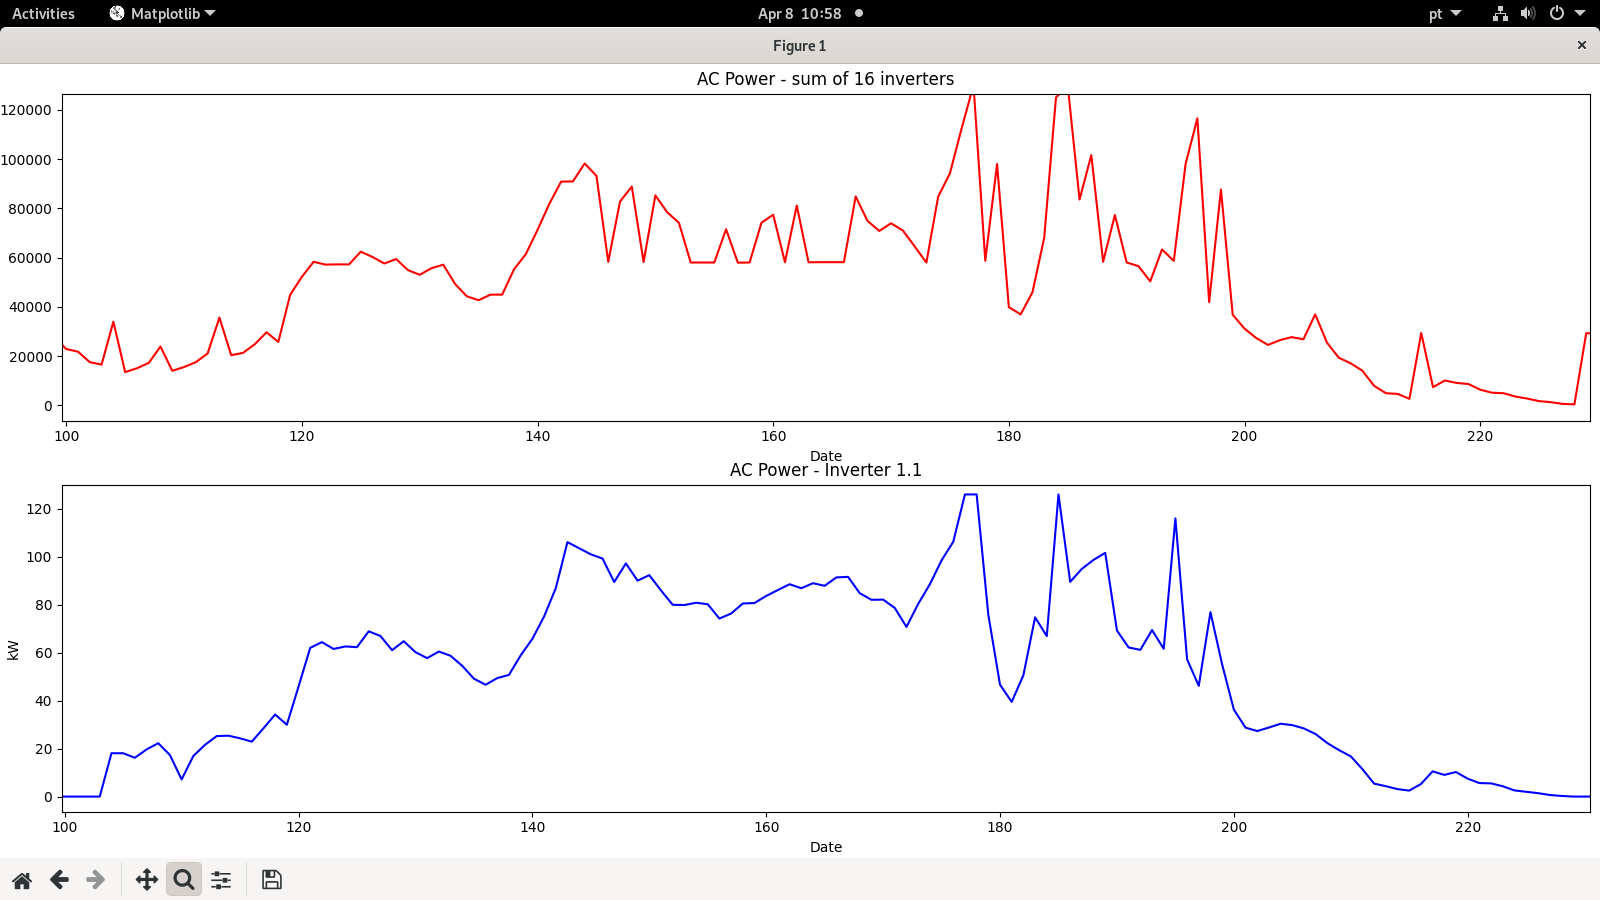 Activities Matplotlib Apr 8 10:58 pt
Figure 1
AC Power - sum of 16 inverters
120000
100000
80000
60000
40000
20000
0
100 120 140 160 180 200 220
Date
AC Power - Inverter 1.1
kW
120
100
80
60
40
20
0
100 120 140 160 180 200 220
Date